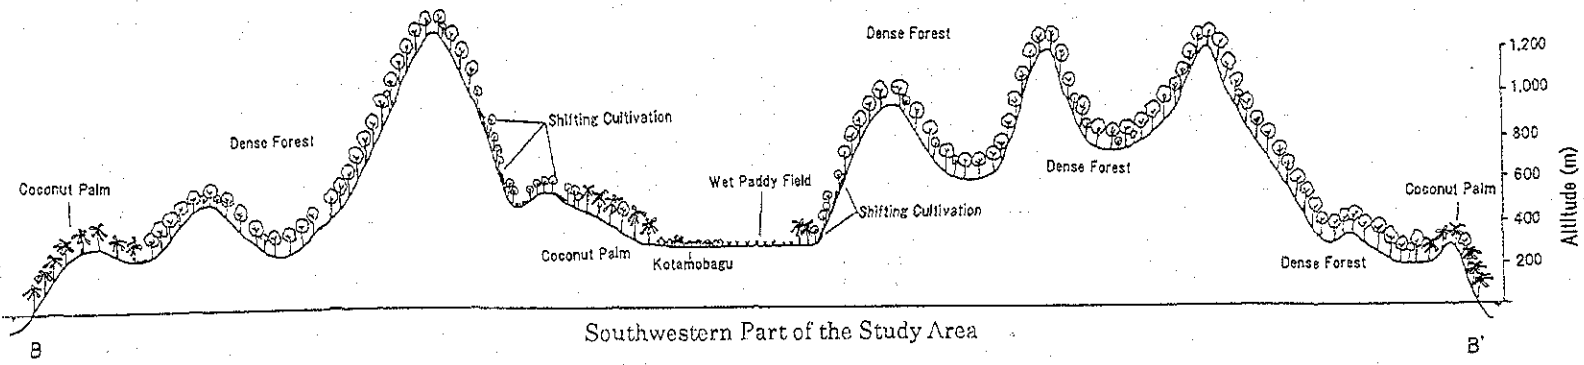 Dense Forest
1,200
1,000
Shifting Cultivation
800
Dense Forest
Dense Forest
600
Wet Paddy Field
Coconut Palm
Coconut Palm
Shifting Cultivation
400
Altitude (m)
Coconut Palm
Kotamobagu
Dense Forest
200
Southwestern Part of the Study Area
B
B'